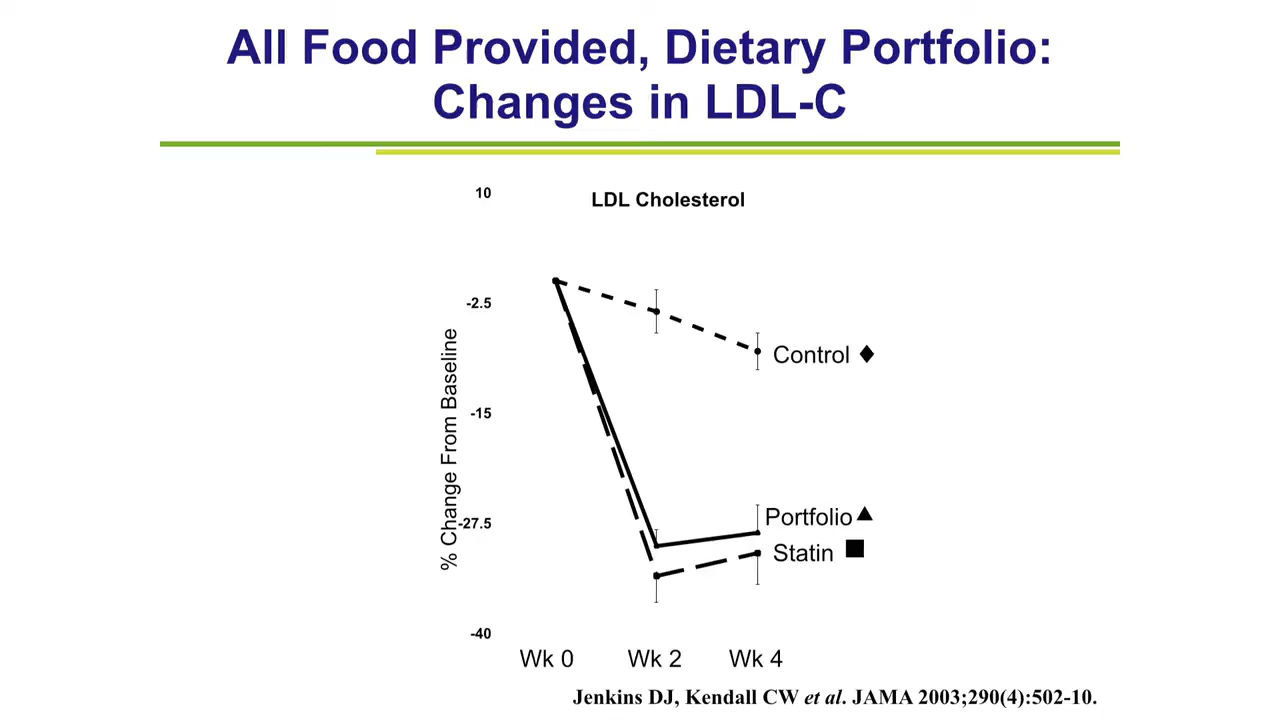 All Food Provided, Dietary Portfolio:
Changes in LDL-C
LDL Cholesterol
10
-2.5
-15
-27.5
-40
% Change From Baseline
Control
Portfolio
Statin
Wk 0 Wk 2 Wk 4
Jenkins DJ, Kendall CW et al. JAMA 2003;290(4):502-10.